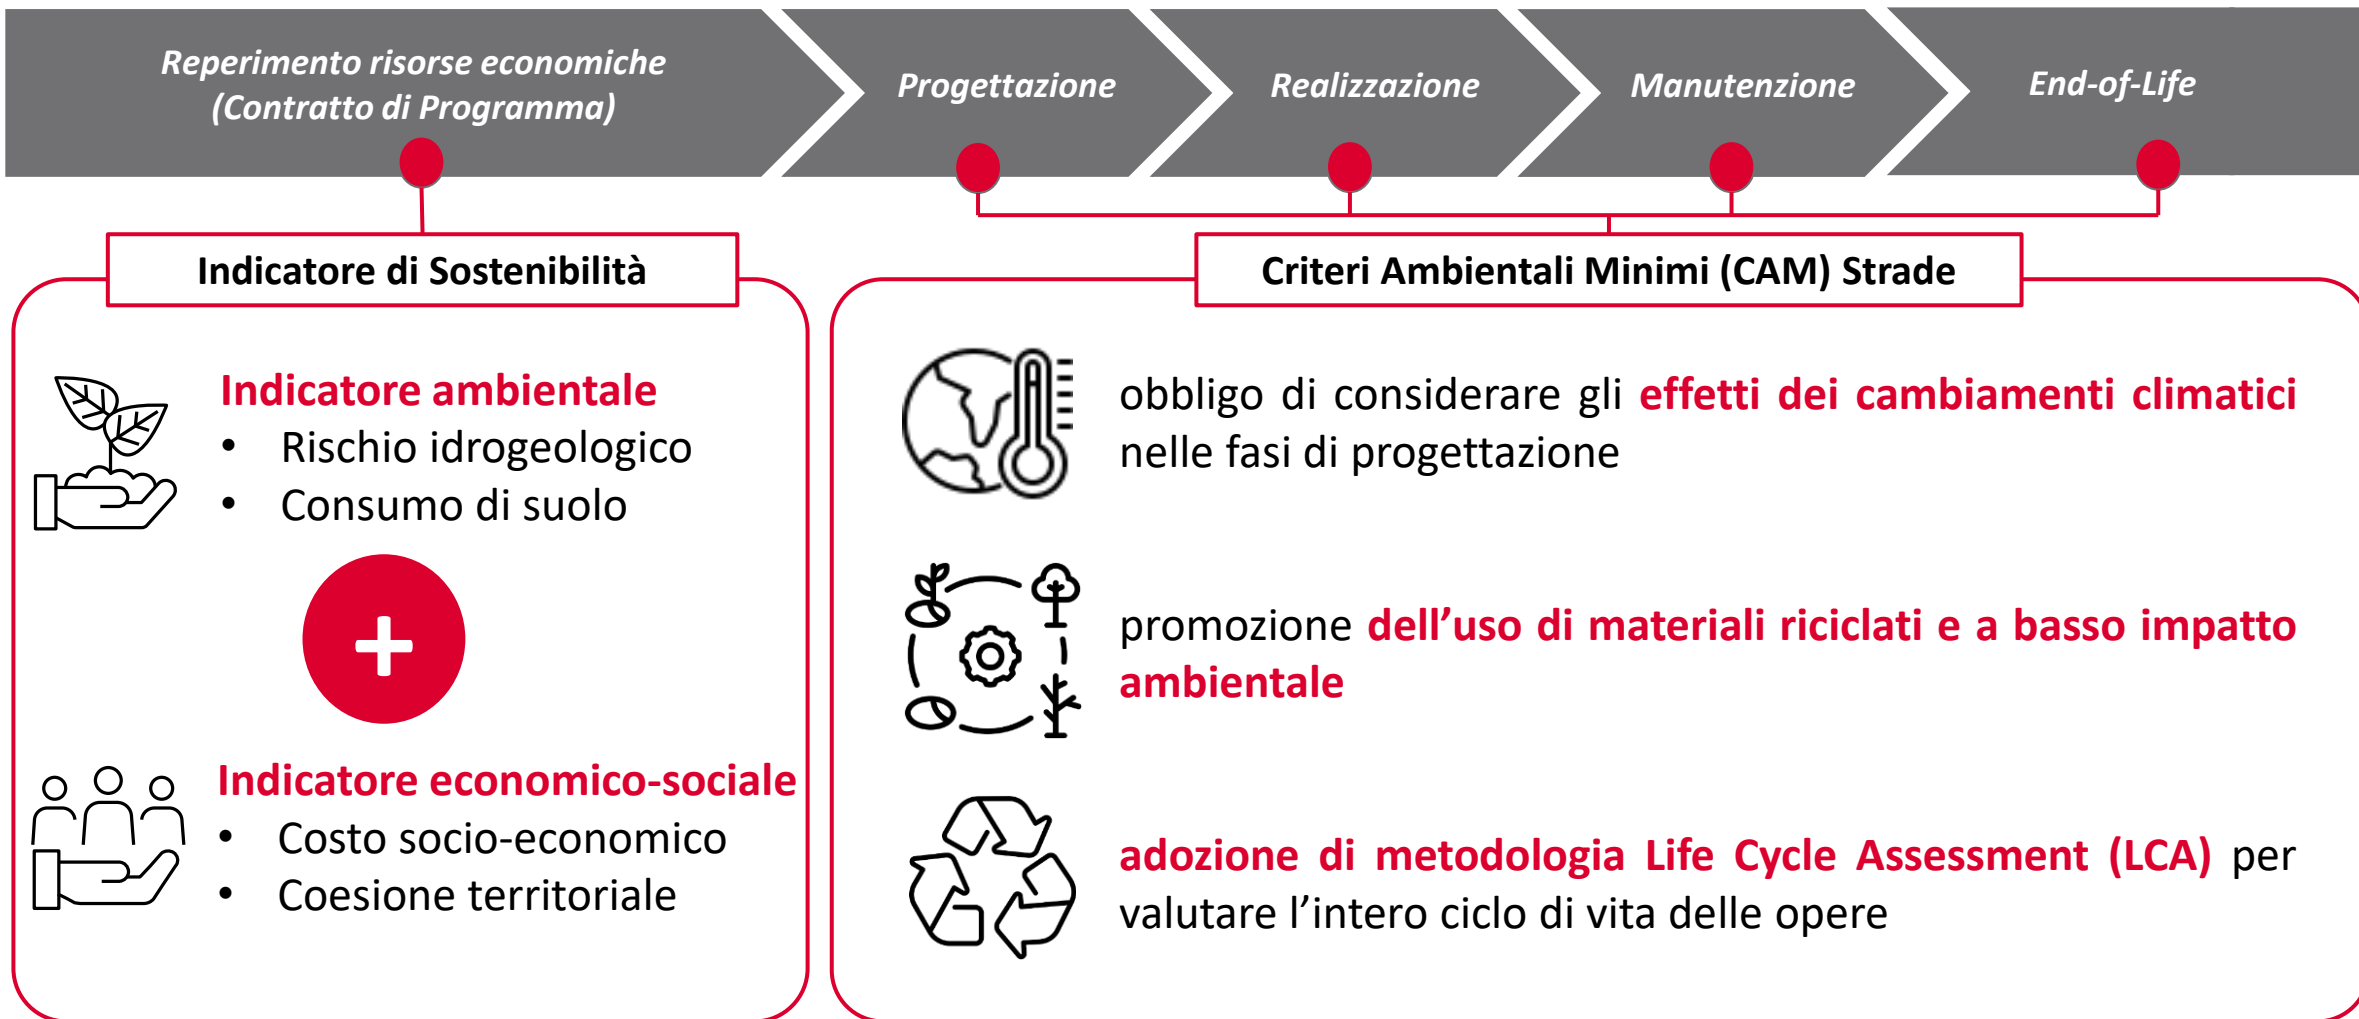 Reperimento risorse economiche
(Contratto di Programma)
Progettazione
Realizzazione
Manutenzione
End-of-Life
Indicatore di Sostenibilità
Indicatore ambientale
• Rischio idrogeologico
• Consumo di suolo
+
Indicatore economico-sociale
• Costo socio-economico
• Coesione territoriale
Criteri Ambientali Minimi (CAM) Strade
obbligo di considerare gli effetti dei cambiamenti climatici
nelle fasi di progettazione
promozione dell’uso di materiali riciclati e a basso impatto
ambientale
adozione di metodologia Life Cycle Assessment (LCA) per
valutare l’intero ciclo di vita delle opere